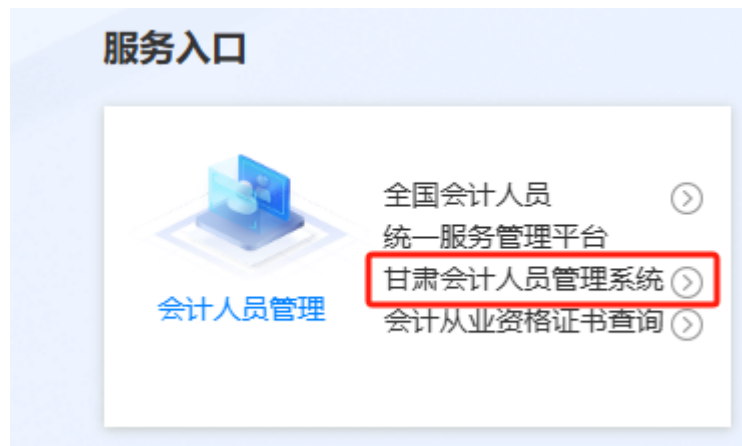 服务入口
全国会计人员
统一服务管理平台
甘肃会计人员管理系统
会计人员管理
会计从业资格证书查询